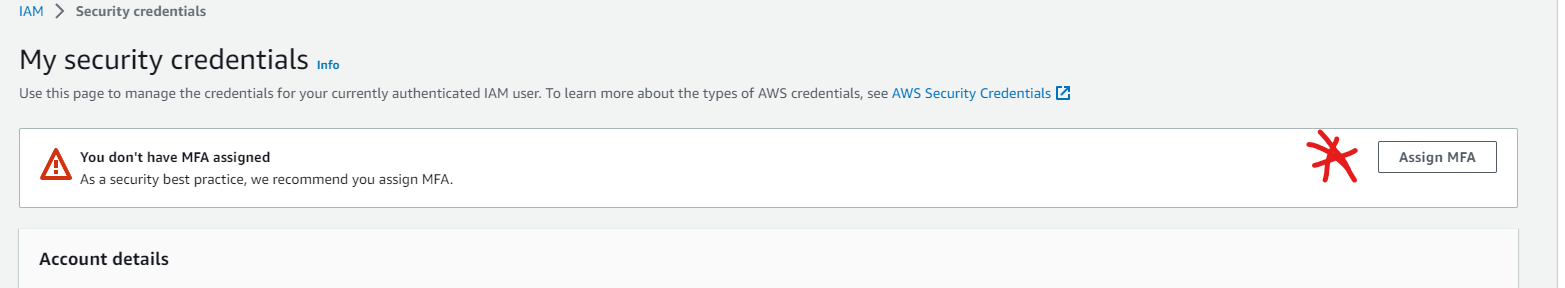 IAM > Security credentials
My security credentials Info
Use this page to manage the credentials for your currently authenticated IAM user. To learn more about the types of AWS credentials, see AWS Security Credentials
You don't have MFA assigned
Assign MFA
As a security best practice, we recommend you assign MFA.
Account details